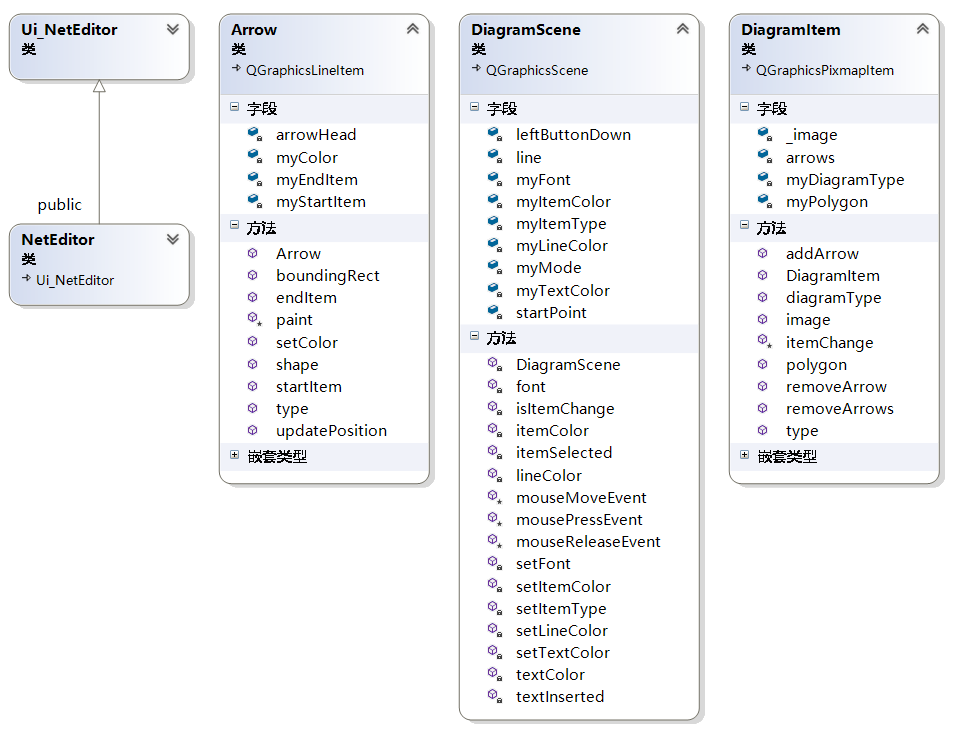 Ui_NetEditor
类
public
NetEditor
类
Ui_NetEditor
Arrow
类
QGraphicsLineItem
字段
arrowHead
myColor
myEndItem
myStartItem
方法
Arrow
boundingRect
endItem
paint
setColor
shape
startItem
type
updatePosition
嵌套类型
DiagramScene
类
QGraphicsScene
字段
leftButtonDown
line
myFont
myItemColor
myItemType
myLineColor
myMode
myTextColor
startPoint
方法
DiagramScene
font
isItemChange
itemColor
itemSelected
lineColor
mouseMoveEvent
mousePressEvent
mouseReleaseEvent
setFont
setItemColor
setItemType
setLineColor
setTextColor
textColor
textInserted
DiagramItem
类
QGraphicsPixmapItem
字段
_image
arrows
myDiagramType
myPolygon
方法
addArrow
DiagramItem
diagramType
image
itemChange
polygon
removeArrow
removeArrows
type
嵌套类型